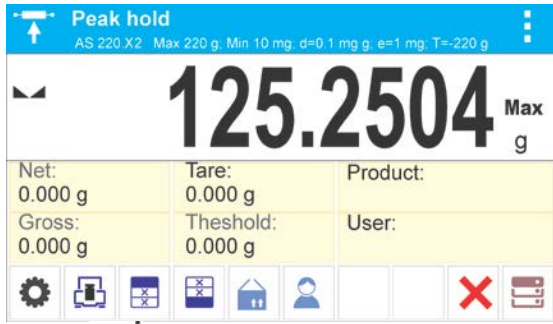 Peak hold
AS 220.X2 Max 220 g; Min 10 mg; d=0.1 mg g; e=1 mg; T=-220 g
125.2504 Max
g
Net: Tare: Product:
0.000 g 0.000 g
Gross: Theshold: User:
0.000 g 0.000 g